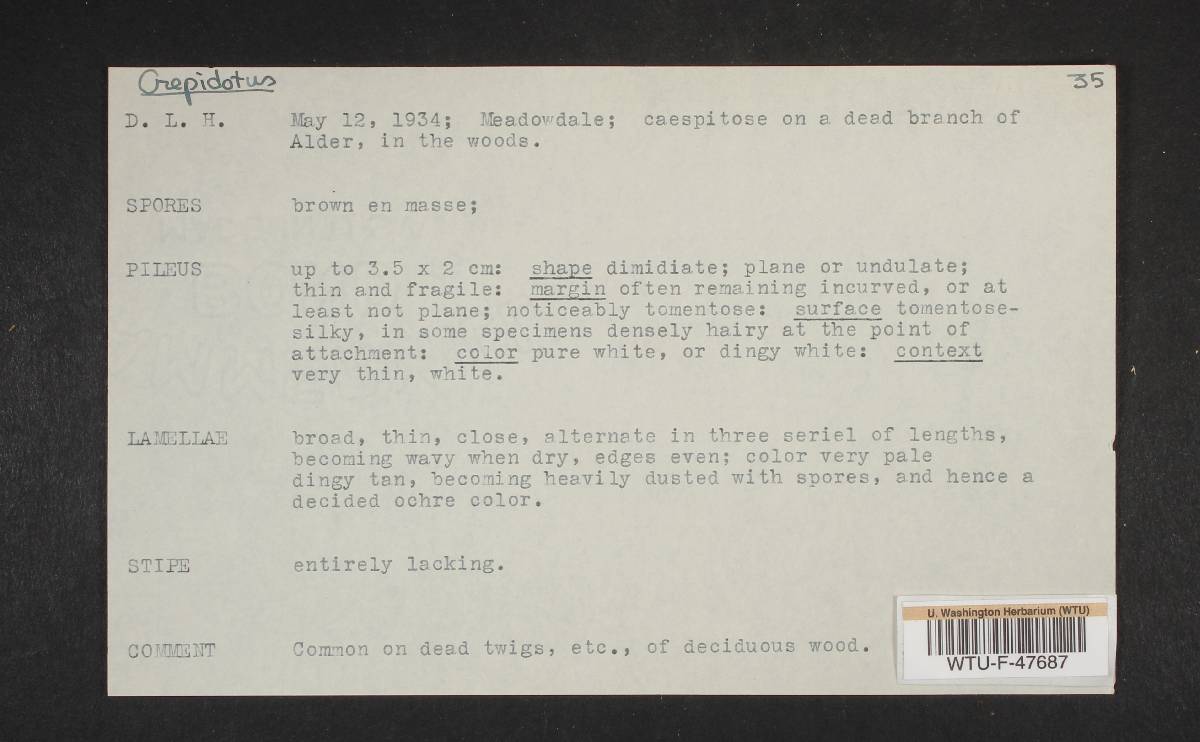 Crepidotus
35
D. L. H. May 12, 1934; Meadowdale; caespitose on a dead branch of
Alder, in the woods.
SPORES brown en masse;
PILEUS up to 3.5 x 2 cm: shape dimidiate; plane or undulate;
thin and fragile: margin often remaining incurved, or at
least not plane; noticeably tomentose: surface tomentose-
silky, in some specimens densely hairy at the point of
attachment: color pure white, or dingy white: context
very thin, white.
LAMELLAE broad, thin, close, alternate in three seriel of lengths,
becoming wavy when dry, edges even; color very pale
dingy tan, becoming heavily dusted with spores, and hence a
decided ochre color.
STIPE entirely lacking.
COMMENT Common on dead twigs, etc., of deciduous wood.
U. Washington Herbarium (WTU)
WTU-F-47687